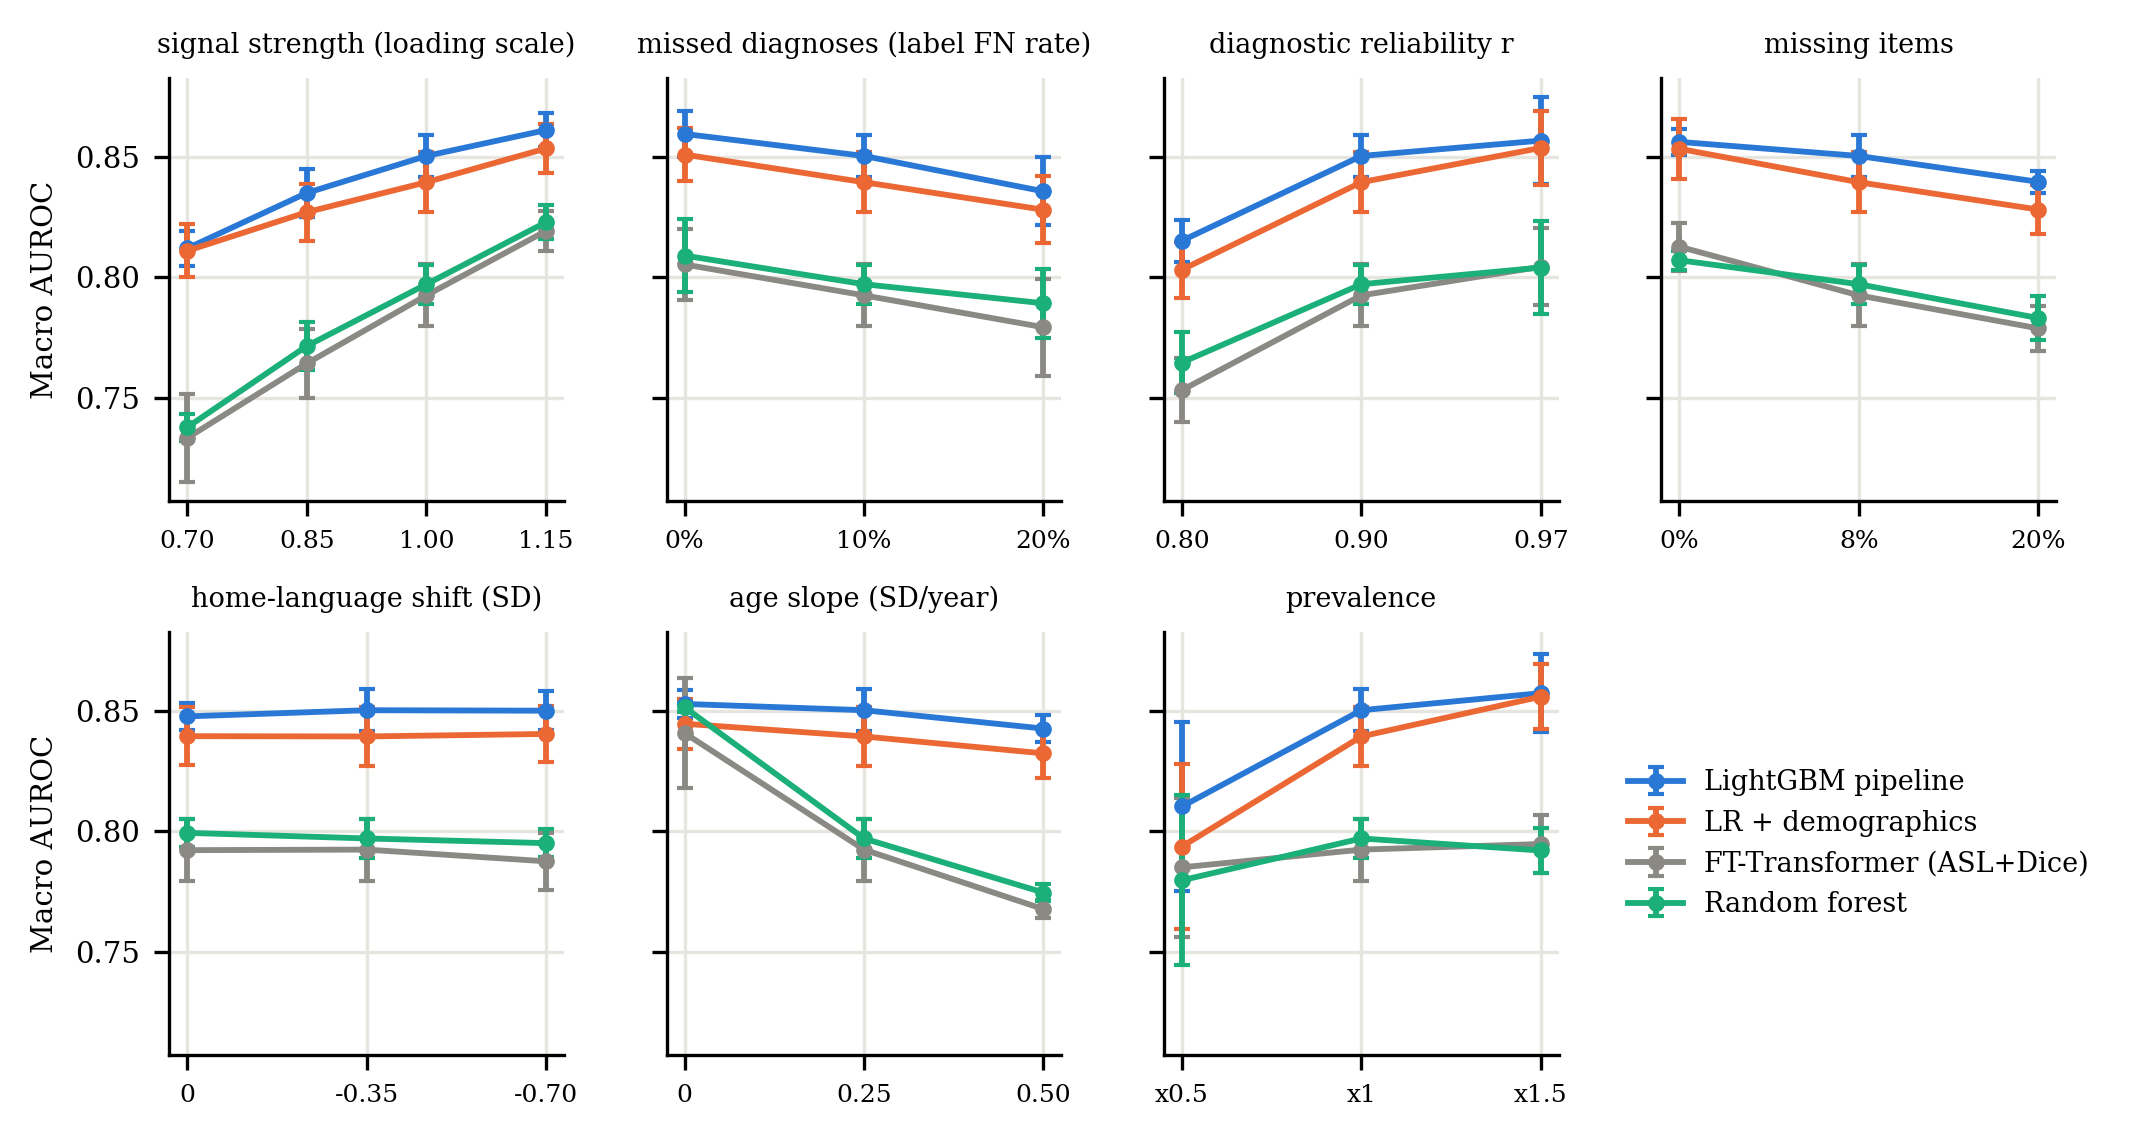 signal strength (loading scale)
missed diagnoses (label FN rate)
diagnostic reliability r
missing items
Macro AUROC
0.85
0.80
0.75
0.70 0.85 1.00 1.15
0% 10% 20%
0.80 0.90 0.97
0% 8% 20%
home-language shift (SD)
age slope (SD/year)
prevalence
Macro AUROC
0.85
0.80
0.75
0 -0.35 -0.70
0 0.25 0.50
x0.5 x1 x1.5
LightGBM pipeline
LR + demographics
FT-Transformer (ASL+Dice)
Random forest